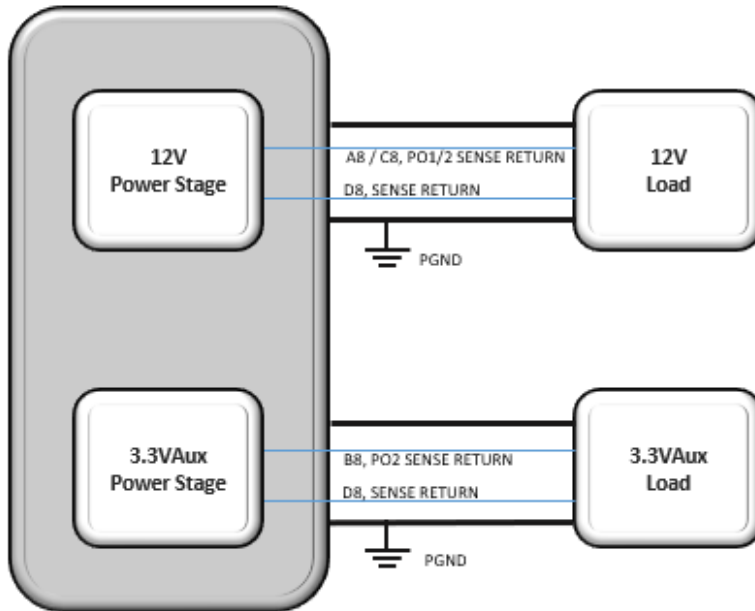 12V
Power Stage
A8 / C8, PO1/2 SENSE RETURN
D8, SENSE RETURN
12V
Load
PGND
3.3VAux
Power Stage
B8, PO2 SENSE RETURN
D8, SENSE RETURN
3.3VAux
Load
PGND